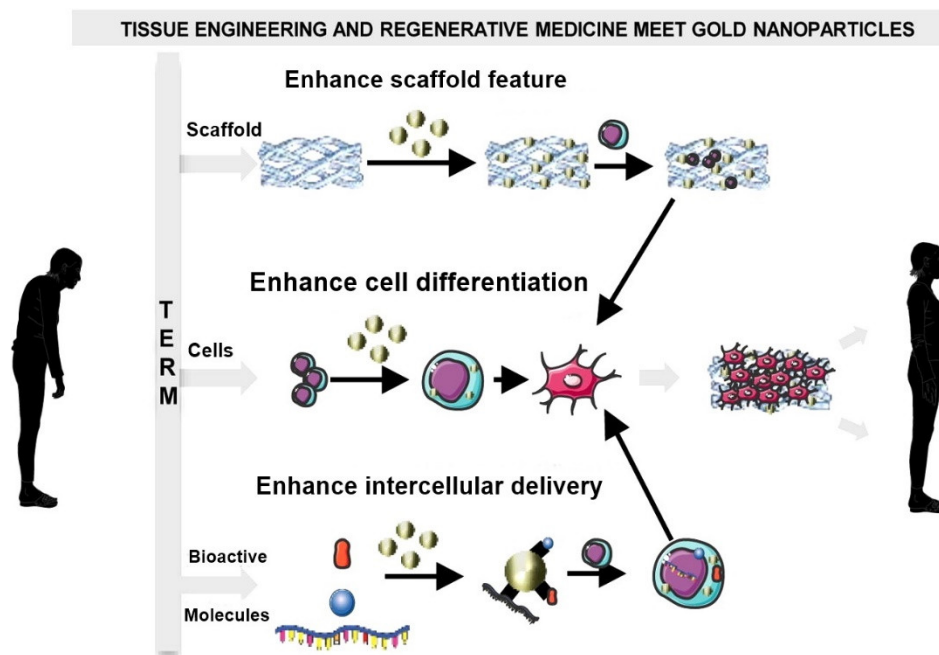 TISSUE ENGINEERING AND REGENERATIVE MEDICINE MEET GOLD NANOPARTICLES
Enhance scaffold feature
Scaffold
Enhance cell differentiation
TERM
Cells
Enhance intercellular delivery
Bioactive
Molecules